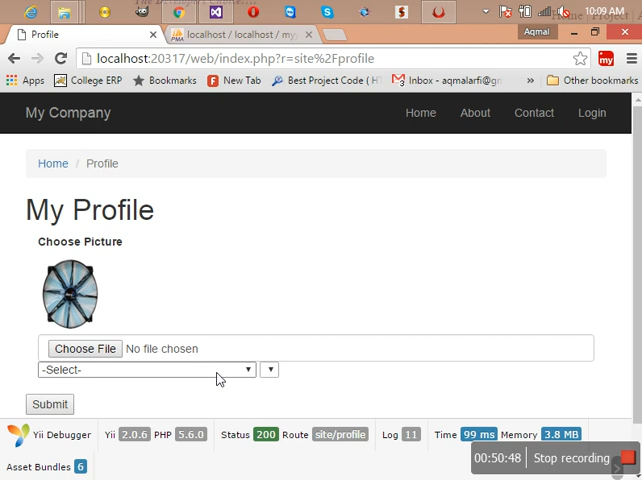 Aqmal
10:09 AM
Profile
localhost / localhost / my
localhost:20317/web/index.php?r=site%2Fprofile
Apps
College ERP
Bookmarks
New Tab
Best Project Code ( HT
Inbox - aqmalarfi@gn
»
Other bookmarks
My Company
Home
About
Contact
Login
Home / Profile
My Profile
Choose Picture
Choose File No file chosen
-Select-
Submit
Yii Debugger
Yii 2.0.6 PHP 5.6.0
Status 200 Route site/profile
Log 11
Time 99 ms Memory 3.8 MB
Asset Bundles 6
00:50:48 Stop recording